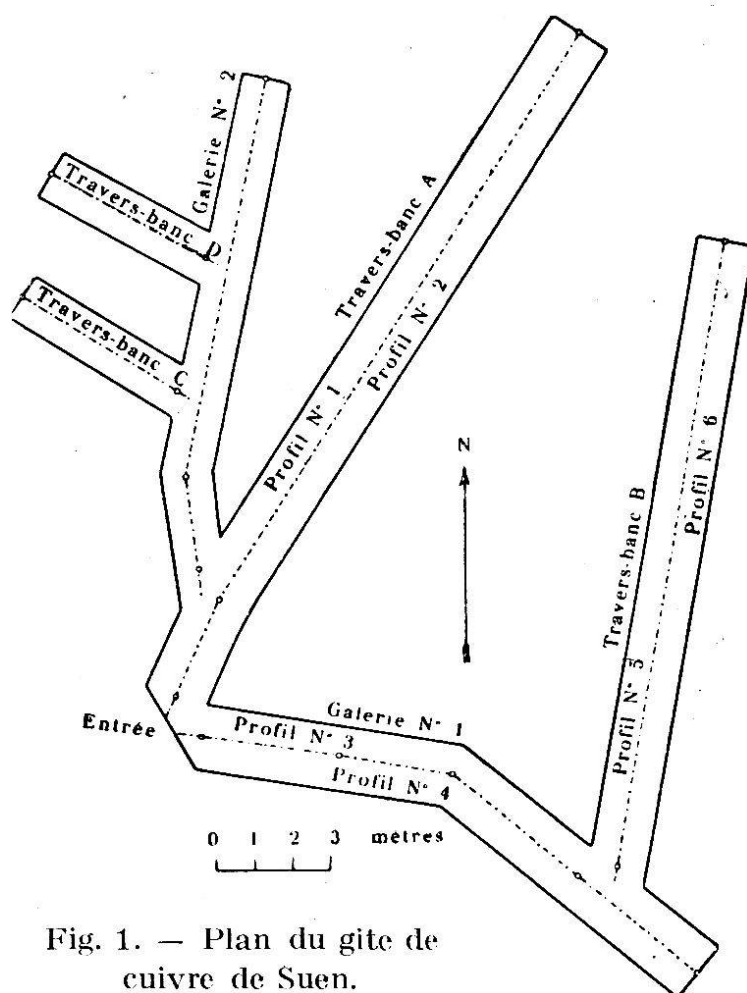 Galerie N° 2
Travers-banc D
Travers-banc C
Travers-banc A
Profil N° 1
Profil N° 2
N
Travers-banc B
Profil N° 6
Profil N° 5
Galerie N° 1
Entrée
Profil N° 3
Profil N° 4
0 1 2 3 mètres
Fig. 1. — Plan du gite de
cuivre de Suen.